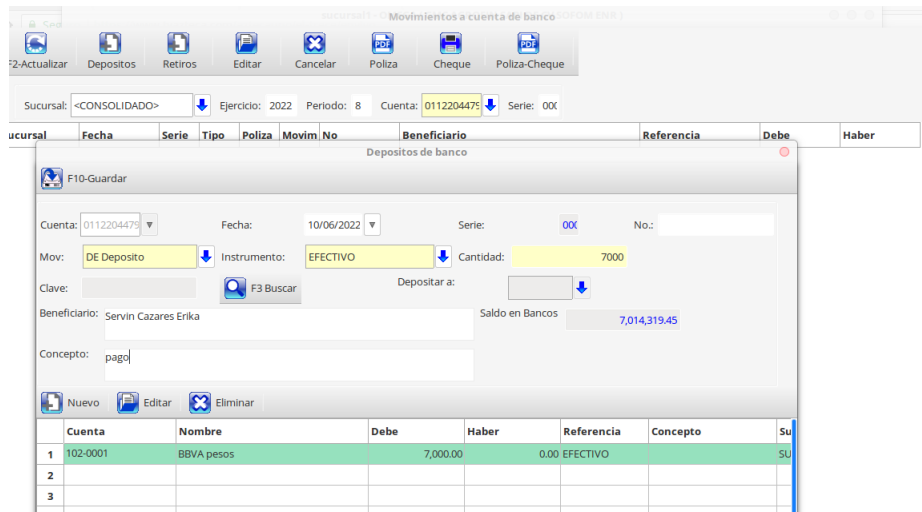 Movimientos a cuenta de banco
F2-Actualizar Depositos Retiros Editar Cancelar Poliza Cheque Poliza-Cheque
Sucursal: <CONSOLIDADO> Ejercicio: 2022 Periodo: 8 Cuenta: 0112204479 Serie: 000
ucursal Fecha Serie Tipo Poliza Movim No Beneficiario Referencia Debe Haber
Depositos de banco
F10-Guardar
Cuenta: 0112204479 Fecha: 10/06/2022 Serie: 000 No.:
Mov: DE Deposito Instrumento: EFECTIVO Cantidad: 7000
Clave: F3 Buscar Depositar a:
Beneficiario: Servin Cazares Erika Saldo en Bancos 7,014,319.45
Concepto: pago
Nuevo Editar Eliminar
Cuenta Nombre Debe Haber Referencia Concepto Su
1 102-0001 BBVA pesos 7,000.00 0.00 EFECTIVO SU
2
3